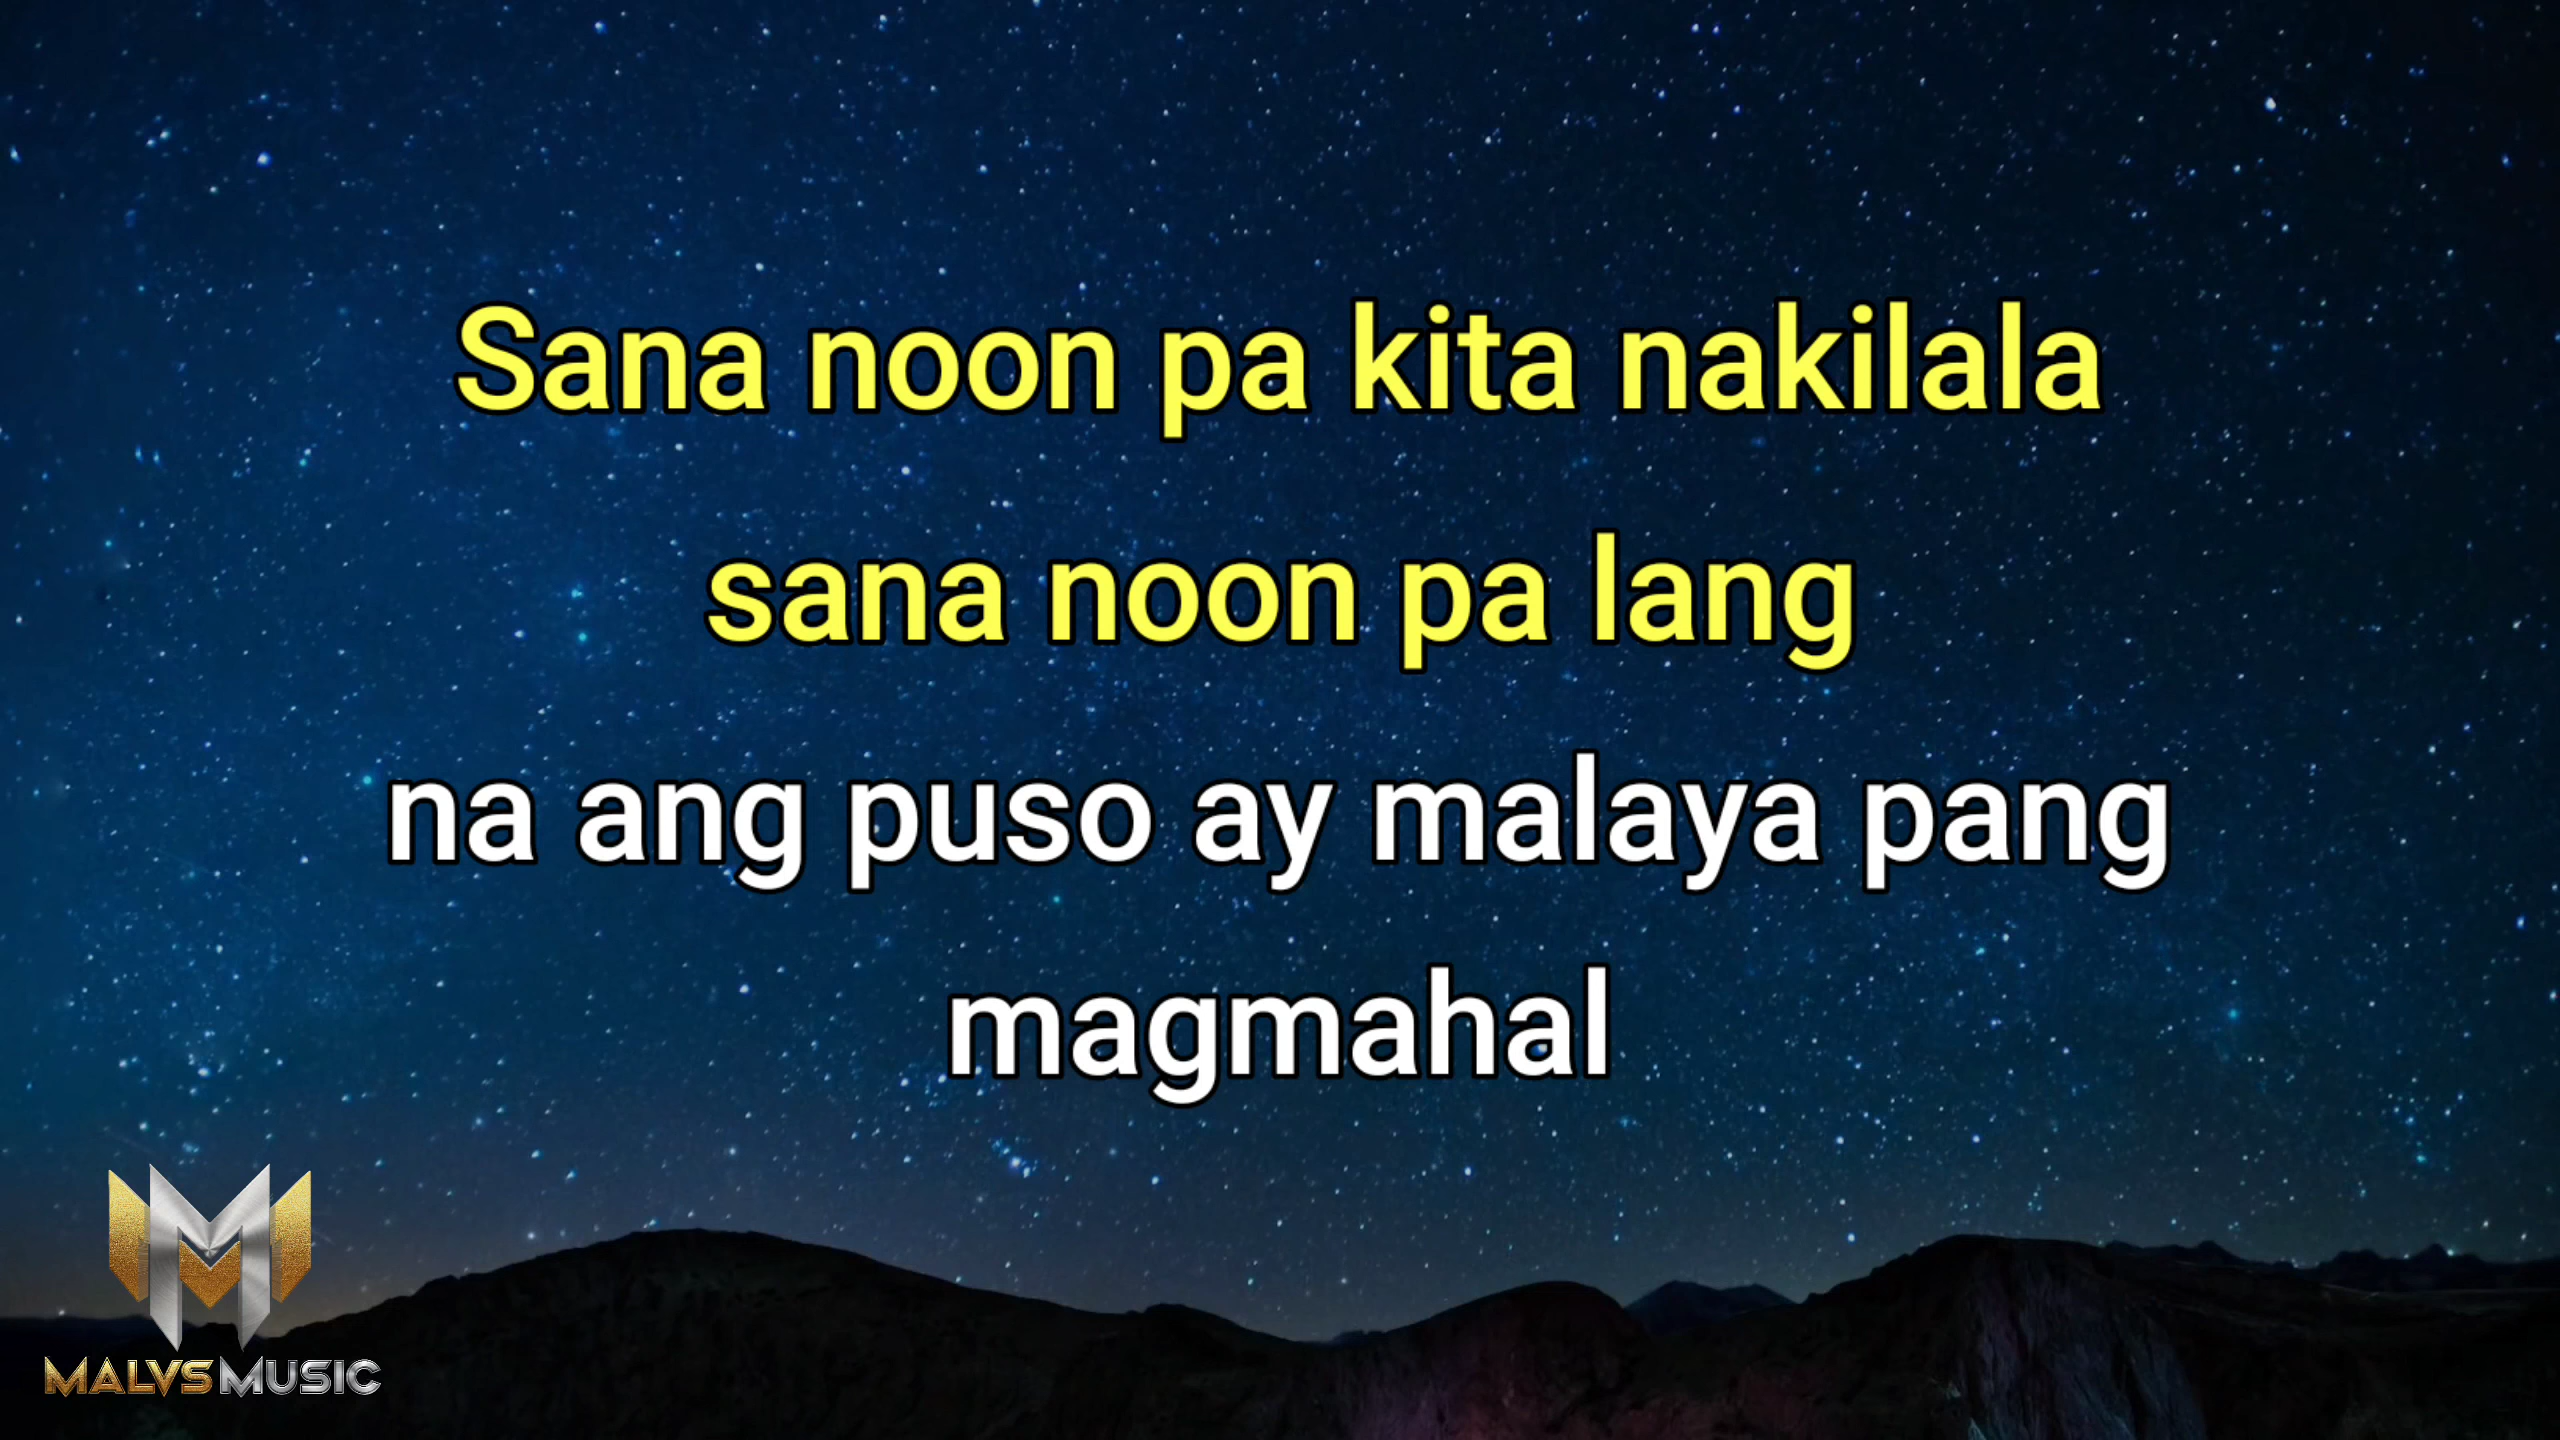 Sana noon pa kita nakilala
sana noon pa lang
na ang puso ay malaya pang
magmahal
MALVSMUSIC